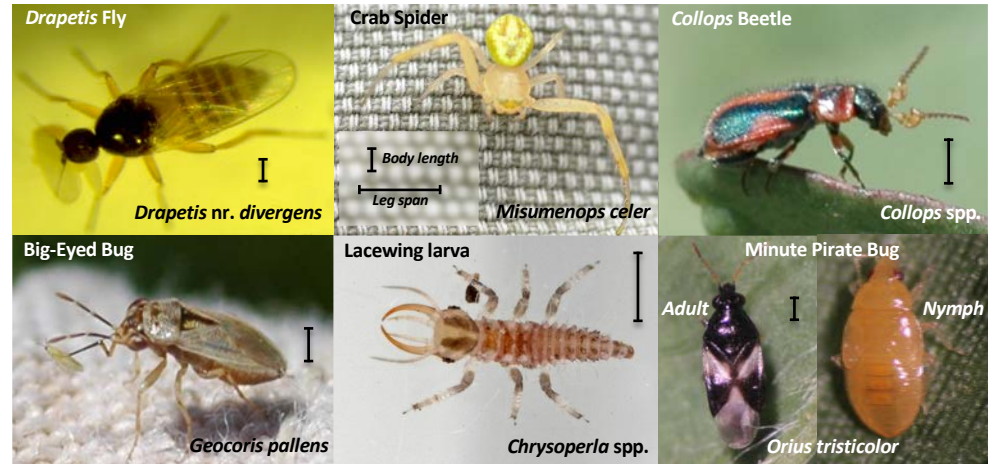 Drapetis Fly
Drapetis nr. divergens
Crab Spider
Body length
Leg span
Misumenops celer
Collops Beetle
Collops spp.
Big-Eyed Bug
Geocoris pallens
Lacewing larva
Chrysoperla spp.
Minute Pirate Bug
Adult
Nymph
Orius tristicolor